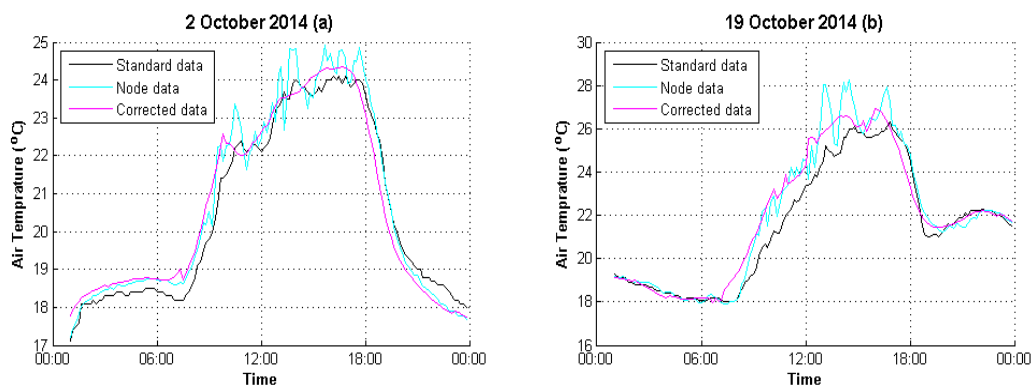 2 October 2014 (a)
25
24
23
22
21
20
19
18
17
Air Temprature (°C)
Standard data
Node data
Corrected data
00:00
06:00
12:00
18:00
00:00
Time
19 October 2014 (b)
30
28
26
24
22
20
18
16
Air Temprature (°C)
Standard data
Node data
Corrected data
00:00
06:00
12:00
18:00
00:00
Time